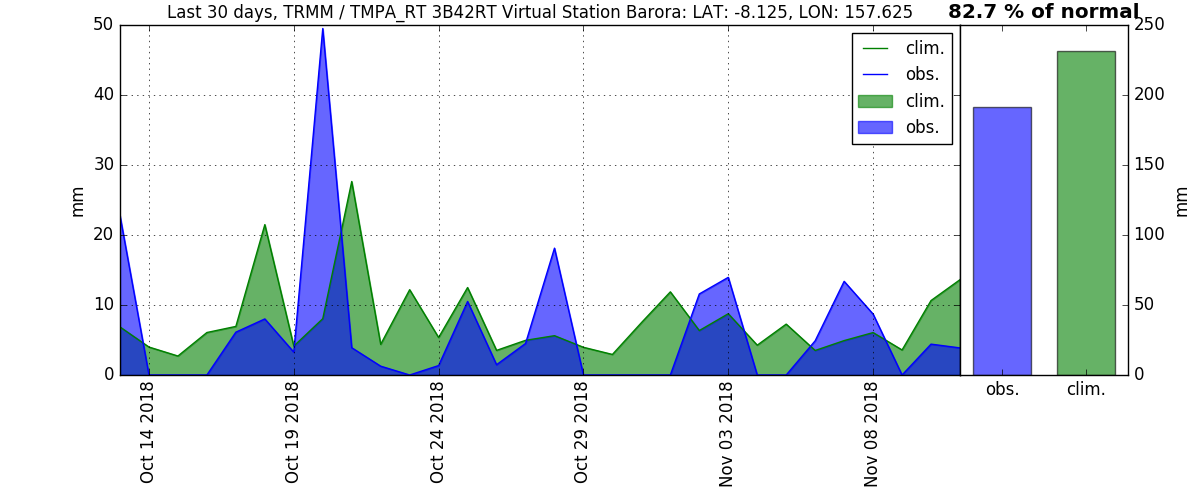 Last 30 days, TRMM / TMPA_RT 3B42RT Virtual Station Barora: LAT: -8.125, LON: 157.625
82.7 % of normal
50
40
30
20
10
0
mm
clim.
obs.
clim.
obs.
250
200
150
100
50
0
mm
Oct 14 2018
Oct 19 2018
Oct 24 2018
Oct 29 2018
Nov 03 2018
Nov 08 2018
obs.
clim.